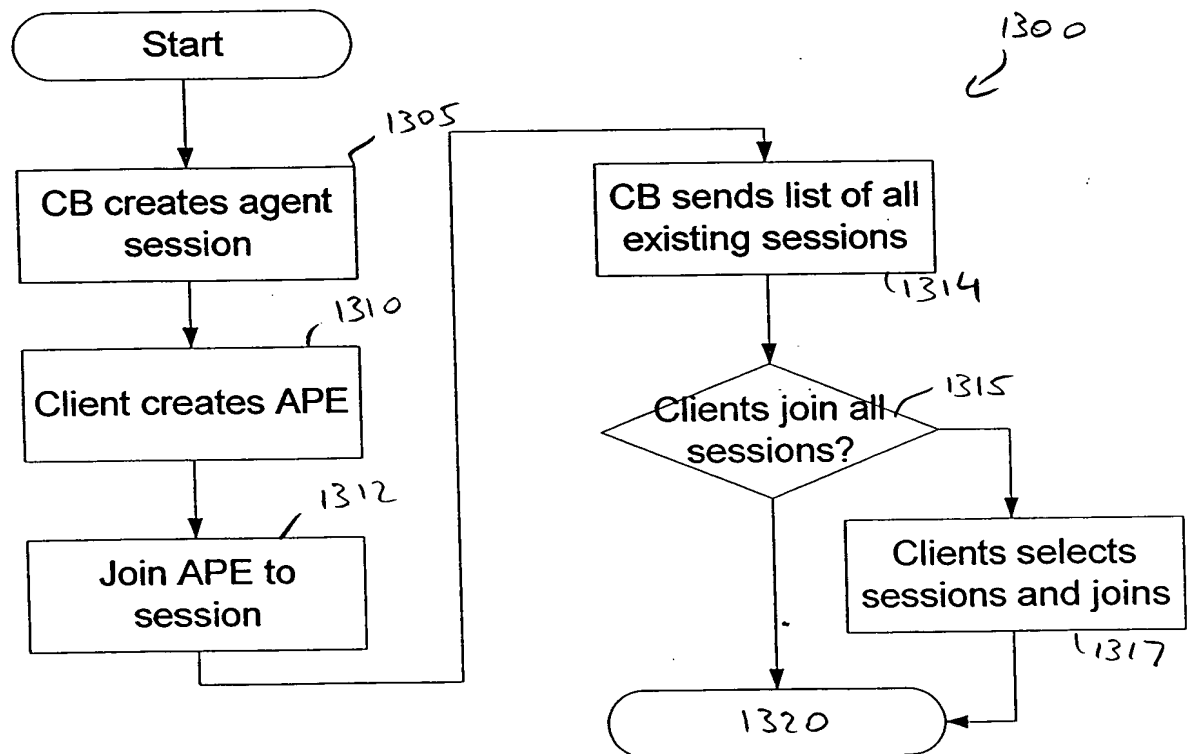 Start
1300
1305
CB creates agent
session
1310
Client creates APE
1312
Join APE to
session
CB sends list of all
existing sessions
1314
1315
Clients join all
sessions?
Clients selects
sessions and joins
1317
1320